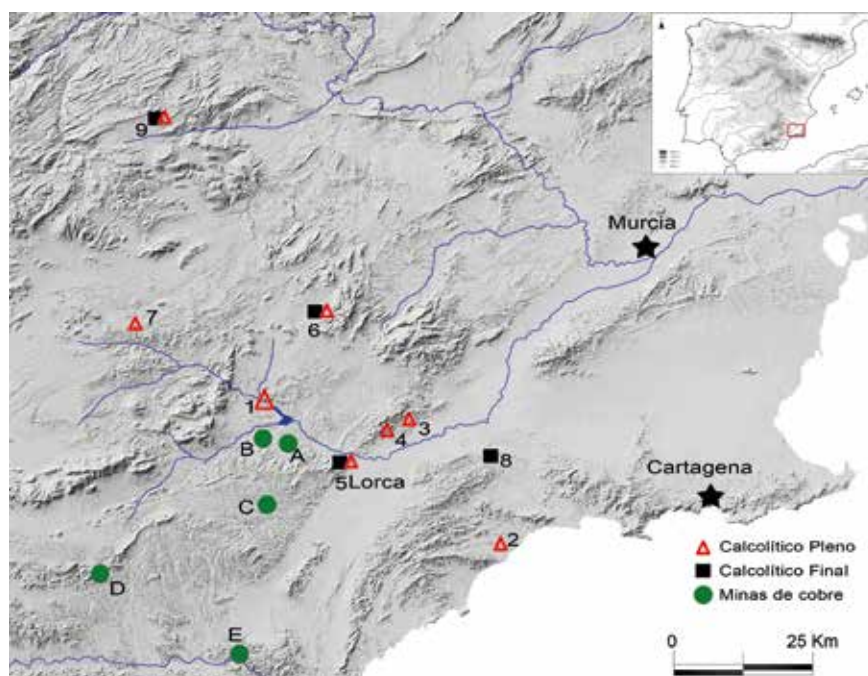 9
Murcia
7
6
1
3
4
B
A
8
5Lorca
Cartagena
C
2
Calcolítico Pleno
Calcolítico Final
D
Minas de cobre
E
0
25 Km